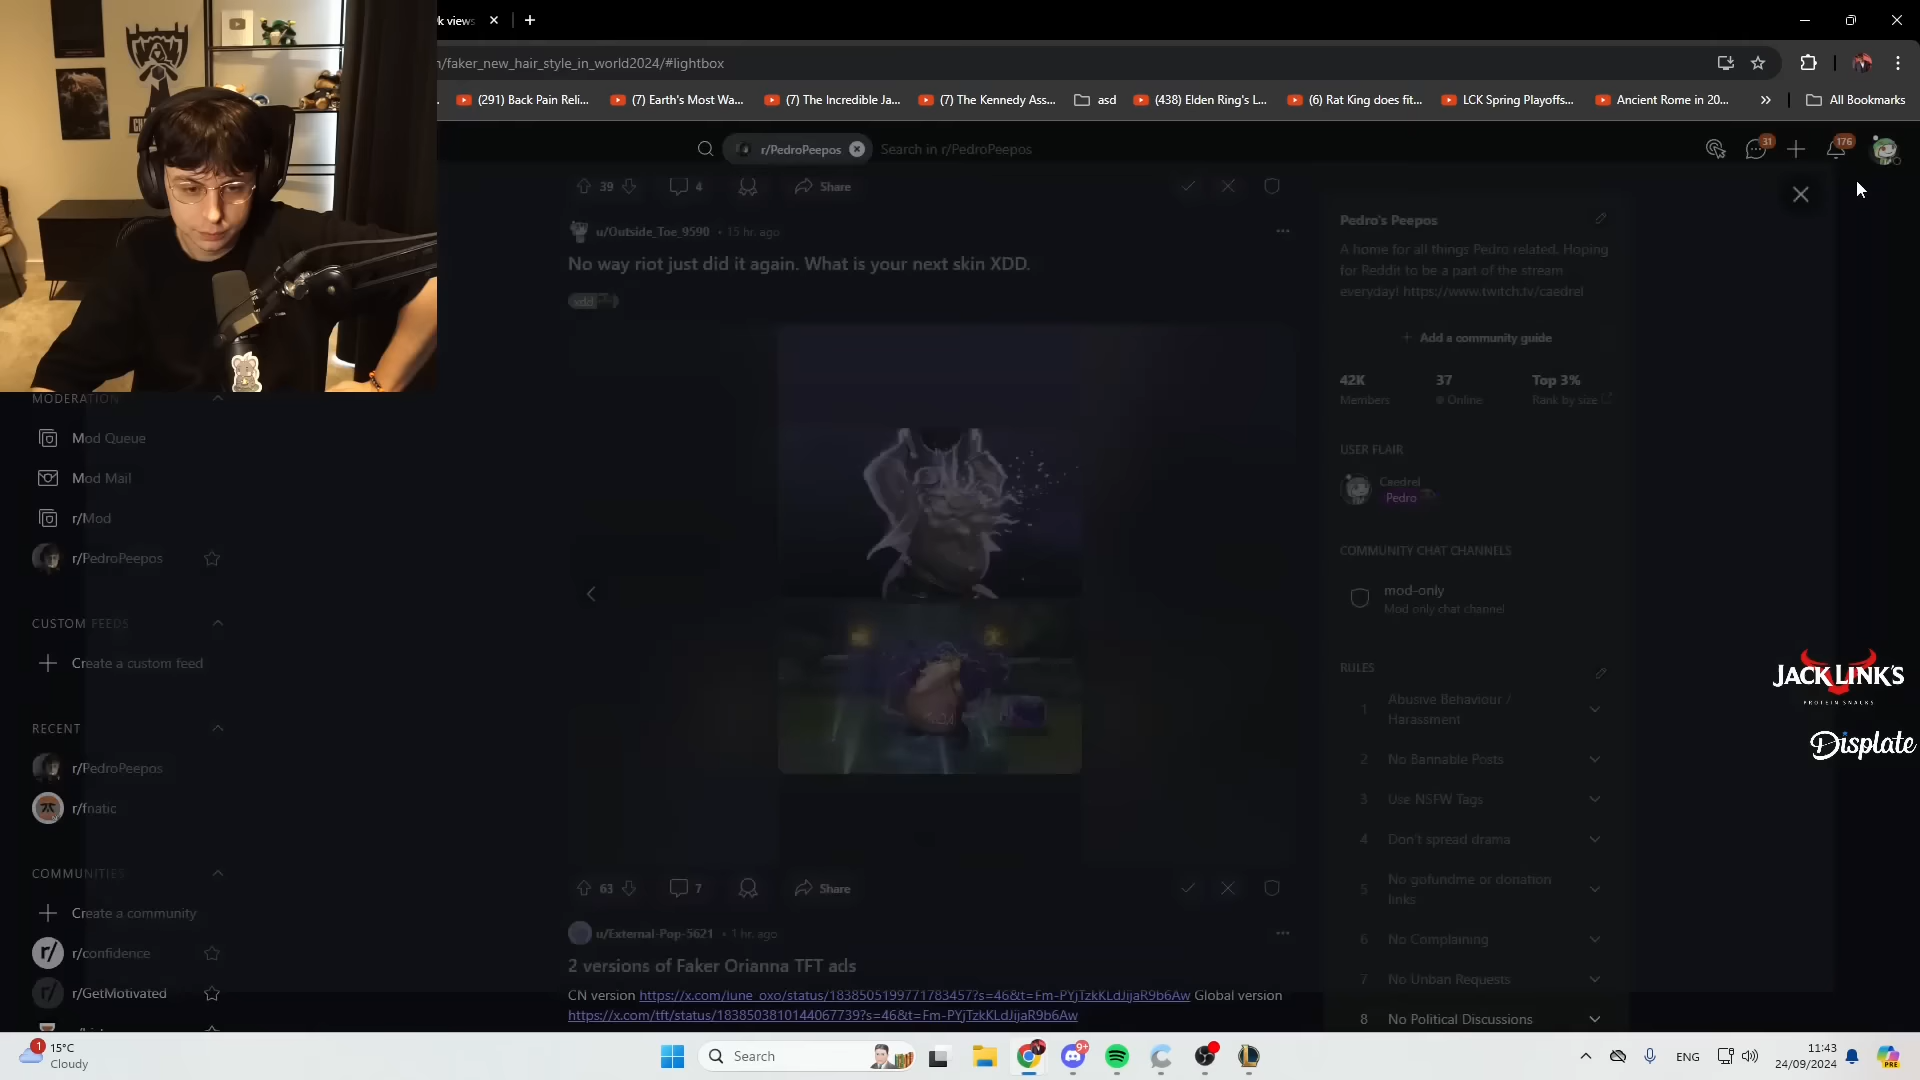 k views
/faker_new_hair_style_in_world2024/#lightbox
(291) Back Pain Reli...
(7) Earth's Most Wa...
(7) The Incredible Ja...
(7) The Kennedy Ass...
asd
(438) Elden Ring's L...
(6) Rat King does fit...
LCK Spring Playoffs...
Ancient Rome in 20...
All Bookmarks
r/PedroPeepos
Search in r/PedroPeepos
31
176
39
4
Share
u/Outside_Toe_9590 • 15 hr. ago
No way riot just did it again. What is your next skin XDD.
xdd
63
7
Share
u/External-Pop-5621 • 1 hr. ago
2 versions of Faker Orianna TFT ads
CN version https://x.com/lune_oxo/status/1838505199771783457?s=46&t=Fm-PYjTzkKLdJijaR9b6Aw Global version
https://x.com/tft/status/1838503810144067739?s=46&t=Fm-PYjTzkKLdJijaR9b6Aw
MODERATION
Mod Queue
Mod Mail
r/Mod
r/PedroPeepos
CUSTOM FEEDS
Create a custom feed
RECENT
r/PedroPeepos
r/fnatic
COMMUNITIES
Create a community
r/confidence
r/GetMotivated
Pedro's Peepos
A home for all things Pedro related. Hoping
for Reddit to be a part of the stream
everyday! https://www.twitch.tv/caedrel
Add a community guide
42K
Members
37
Online
Top 3%
Rank by size
USER FLAIR
Caedrel
Pedro
COMMUNITY CHAT CHANNELS
mod-only
Mod only chat channel
RULES
1 Abusive Behaviour /
Harassment
2 No Bannable Posts
3 Use NSFW Tags
4 Don't spread drama
5 No gofundme or donation
links
6 No Complaining
7 No Unban Requests
8 No Political Discussions
JACK LINK'S
PROTEIN SNACKS
Displate
1
15°C
Cloudy
Search
9+
ENG
11:43
24/09/2024
PRE